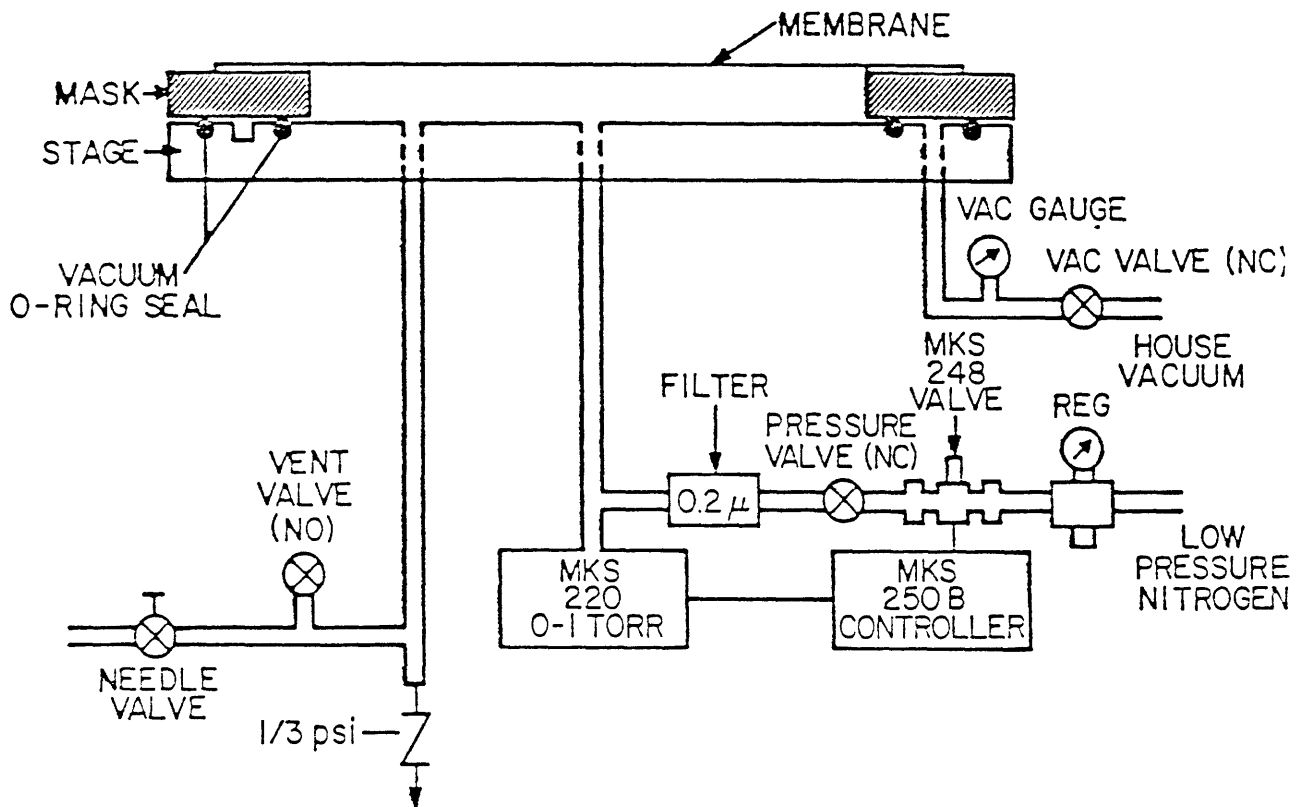 MEMBRANE
MASK
STAGE
VACUUM
O-RING SEAL
VAC GAUGE
VAC VALVE (NC)
HOUSE
VACUUM
MKS
248
VALVE
FILTER
PRESSURE
VALVE (NC)
REG
0.2 μ
LOW
PRESSURE
NITROGEN
VENT
VALVE
(NO)
MKS
220
0-1 TORR
MKS
250 B
CONTROLLER
NEEDLE
VALVE
1/3 psi